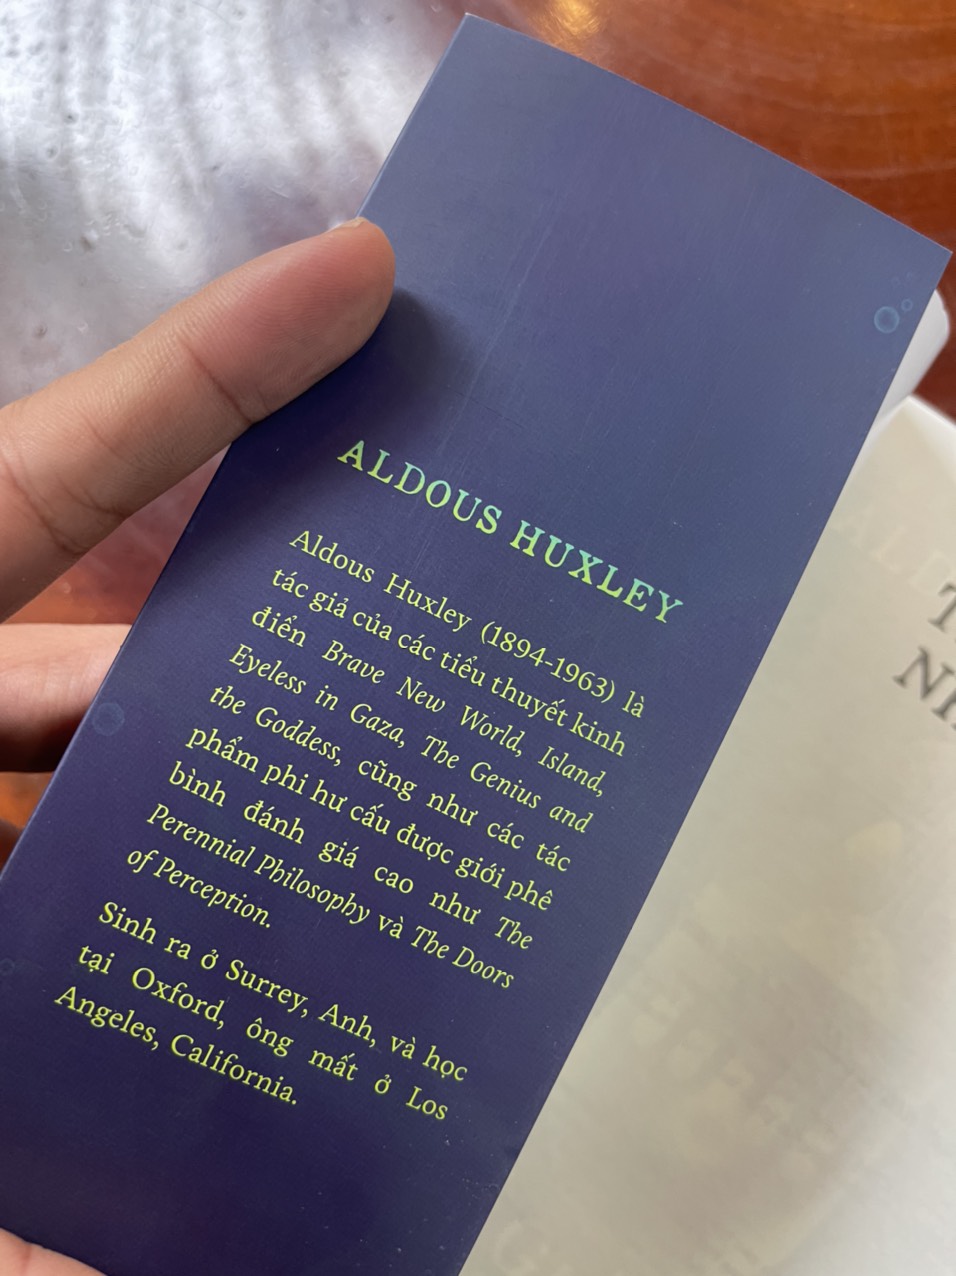 ALDOUS HUXLEY
Aldous Huxley (1894-1963) là
tác giả của các tiểu thuyết kinh
điển Brave New World, Island,
Eyeless in Gaza, The Genius and
the Goddess, cũng như các tác
phẩm phi hư cấu được giới phê
bình đánh giá cao như The
Perennial Philosophy và The Doors
of Perception.
Sinh ra ở Surrey, Anh, và học
tại Oxford, ông mất ở Los
Angeles, California.